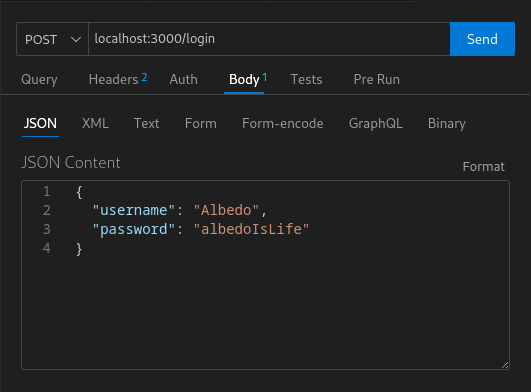 POST localhost:3000/login Send
Query Headers 2 Auth Body 1 Tests Pre Run
JSON XML Text Form Form-encode GraphQL Binary
JSON Content
Format
1 {
2 "username": "Albedo",
3 "password": "albedoIsLife"
4 }